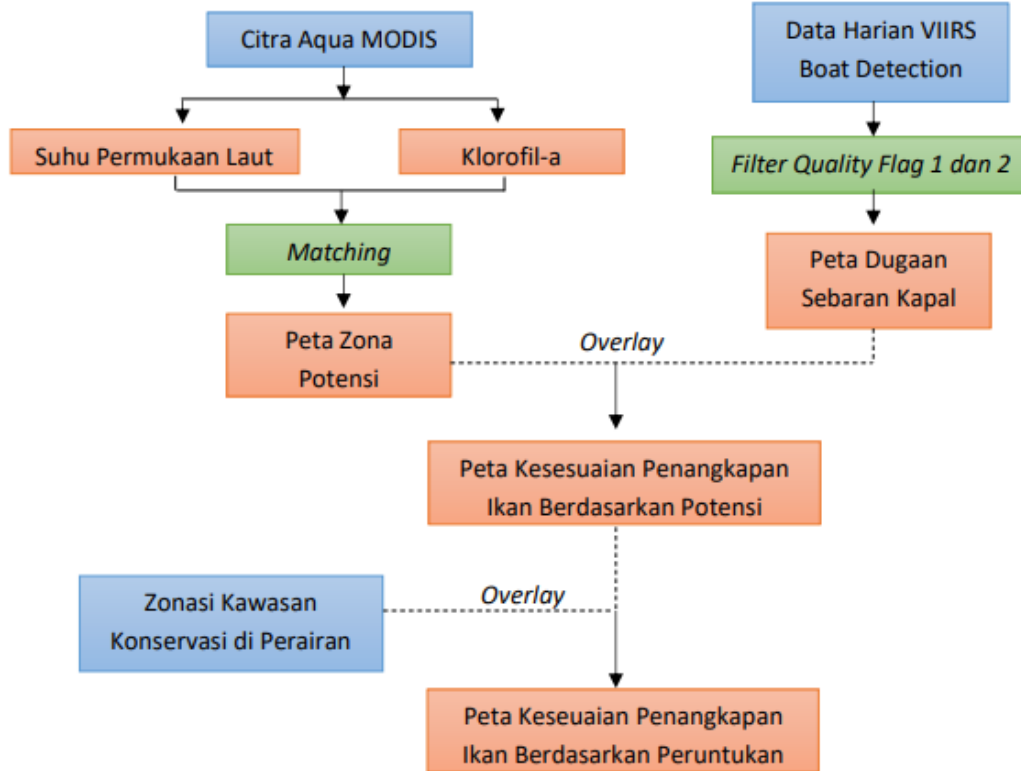 Citra Aqua MODIS
Data Harian VIIRS
Boat Detection
Suhu Permukaan Laut
Klorofil-a
Filter Quality Flag 1 dan 2
Matching
Peta Dugaan
Sebaran Kapal
Peta Zona
Potensi
Overlay
Peta Kesesuaian Penangkapan
Ikan Berdasarkan Potensi
Zonasi Kawasan
Konservasi di Perairan
Overlay
Peta Keseuaian Penangkapan
Ikan Berdasarkan Peruntukan